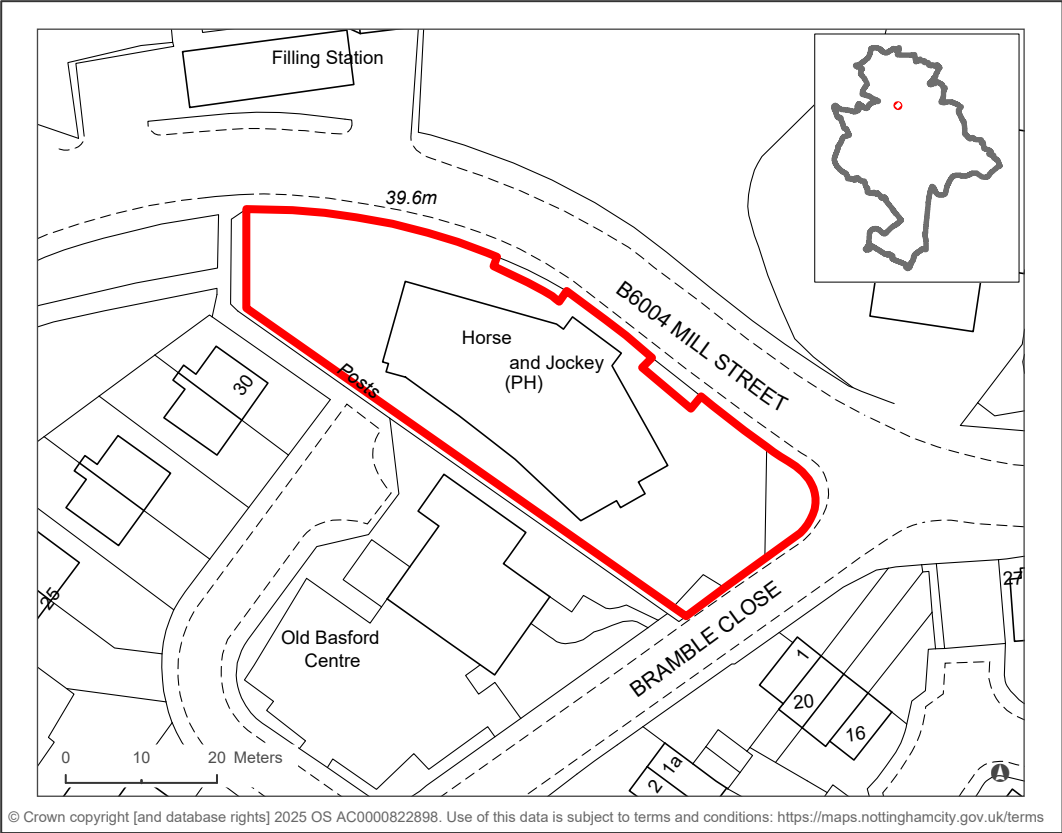 Filling Station
39.6m
B6004 MILL STREET
Horse
and Jockey
(PH)
Posts
30
25
27
Old Basford
Centre
BRAMBLE CLOSE
1
20
16
1a
2
0 10 20 Meters
© Crown copyright [and database rights] 2025 OS AC0000822898. Use of this data is subject to terms and conditions: https://maps.nottinghamcity.gov.uk/terms